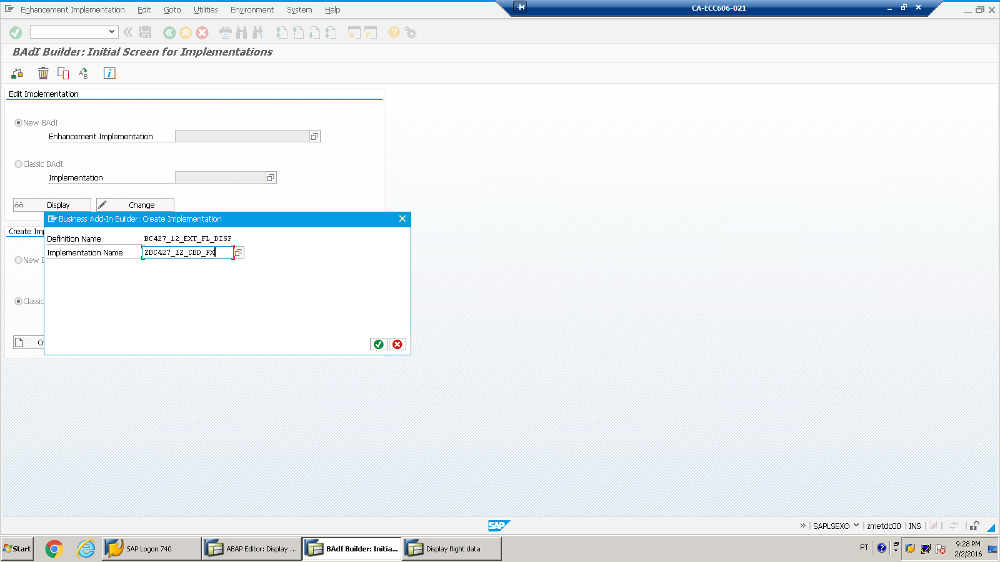 Enhancement Implementation Edit Goto Utilities Environment System Help
CA-ECC606-021
BAdI Builder: Initial Screen for Implementations
Edit Implementation
New BAdI
Enhancement Implementation
Classic BAdI
Implementation
Display Change
Business Add-In Builder: Create Implementation
Create Im
Definition Name BC427_12_EXT_FL_DISP
Implementation Name ZBC427_12_CBD_PX
New B
Classic
Cr
SAP
SAPLSEXO zmetdc00 INS
Start SAP Logon 740 ABAP Editor: Display ... BAdI Builder: Initia... Display flight data PT 9:28 PM
2/2/2016